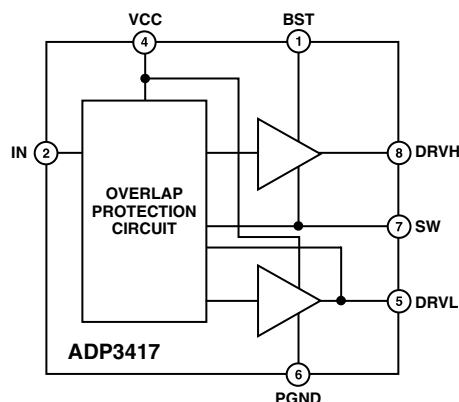 VCC
BST
4
1
IN
2
8
DRVH
OVERLAP
PROTECTION
CIRCUIT
7
SW
5
DRVL
ADP3417
6
PGND